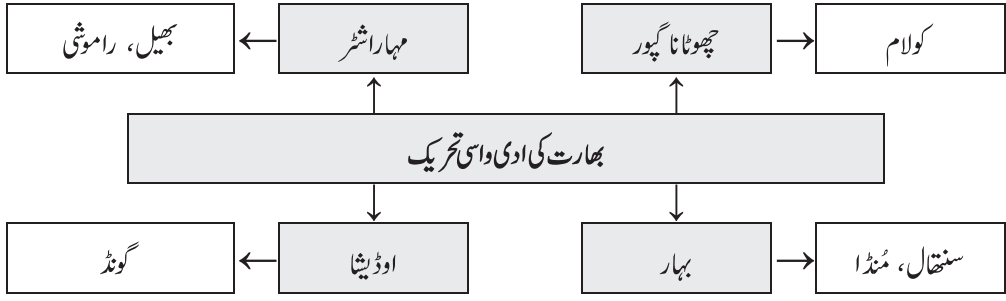 کولام
چھوٹا ناگپور
مہاراشٹر
بھیل، راموشی
بھارت کی ادی واسی تحریک
سنتھال، مُنڈا
بہار
اوڈیشا
گونڈ